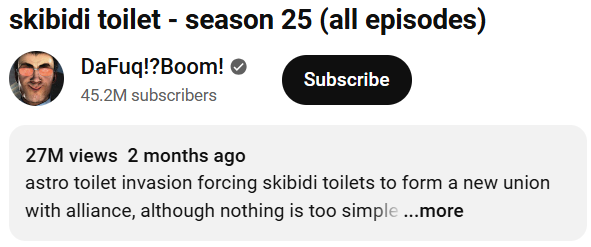 skibidi toilet - season 25 (all episodes)
DaFuq!?Boom!
45.2M subscribers
Subscribe
27M views 2 months ago
astro toilet invasion forcing skibidi toilets to form a new union
with alliance, although nothing is too simple ...more